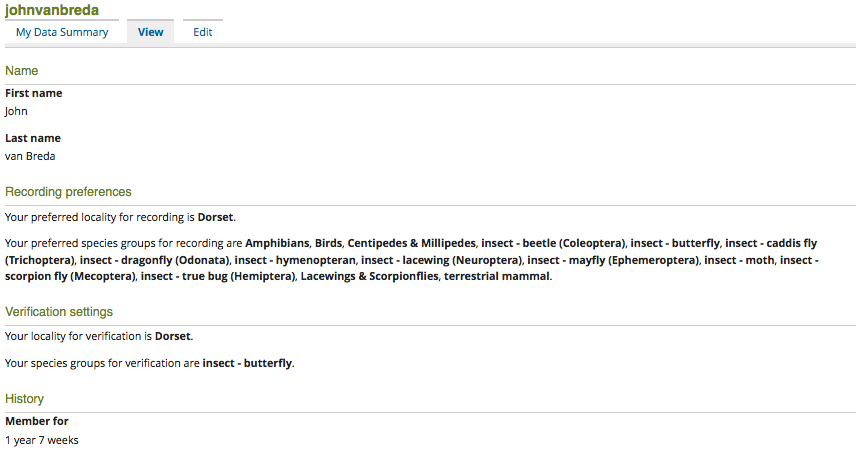 johnvanbreda
My Data Summary View Edit
Name
First name
John
Last name
van Breda
Recording preferences
Your preferred locality for recording is Dorset.
Your preferred species groups for recording are Amphibians, Birds, Centipedes & Millipedes, insect - beetle (Coleoptera), insect - butterfly, insect - caddis fly
(Trichoptera), insect - dragonfly (Odonata), insect - hymenopteran, insect - lacewing (Neuroptera), insect - mayfly (Ephemeroptera), insect - moth, insect -
scorpion fly (Mecoptera), insect - true bug (Hemiptera), Lacewings & Scorpionflies, terrestrial mammal.
Verification settings
Your locality for verification is Dorset.
Your species groups for verification are insect - butterfly.
History
Member for
1 year 7 weeks